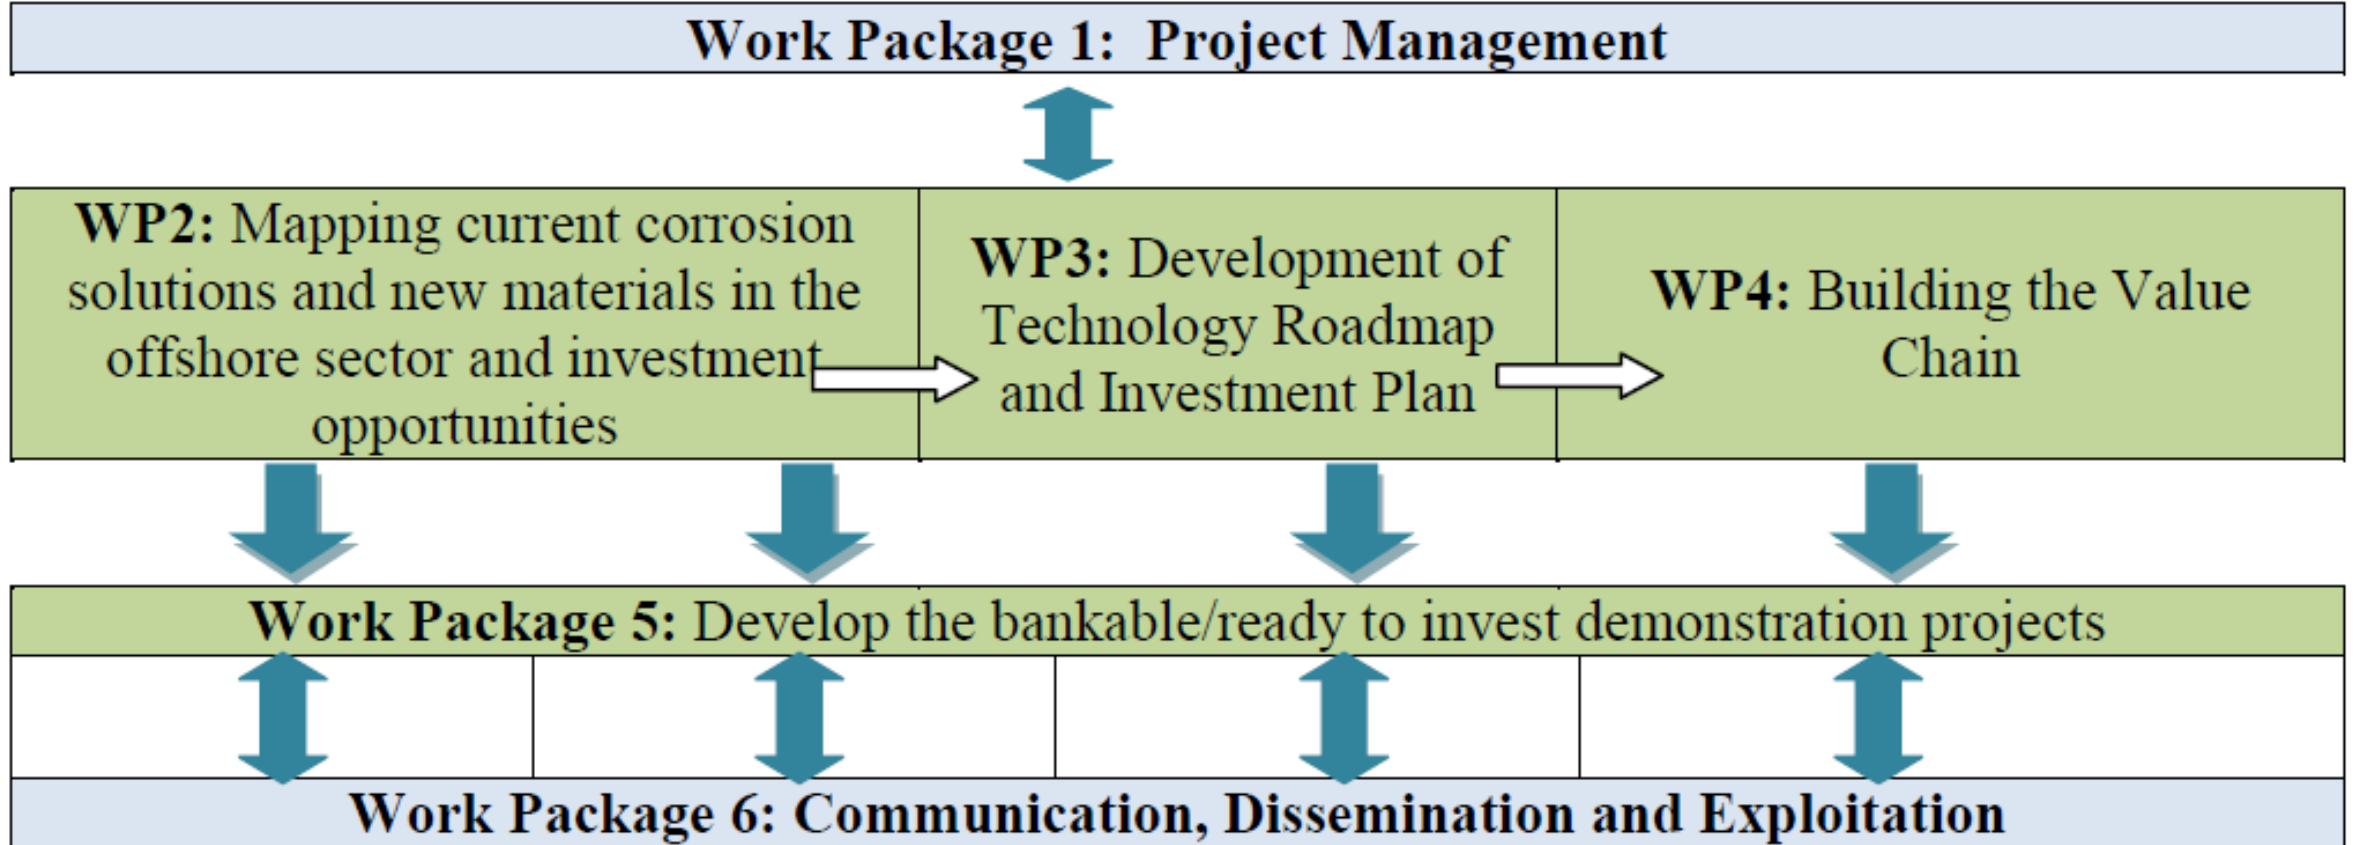 Work Package 1: Project Management
WP2: Mapping current corrosion
solutions and new materials in the
offshore sector and investment
opportunities
WP3: Development of
Technology Roadmap
and Investment Plan
WP4: Building the Value
Chain
Work Package 5: Develop the bankable/ready to invest demonstration projects
Work Package 6: Communication, Dissemination and Exploitation